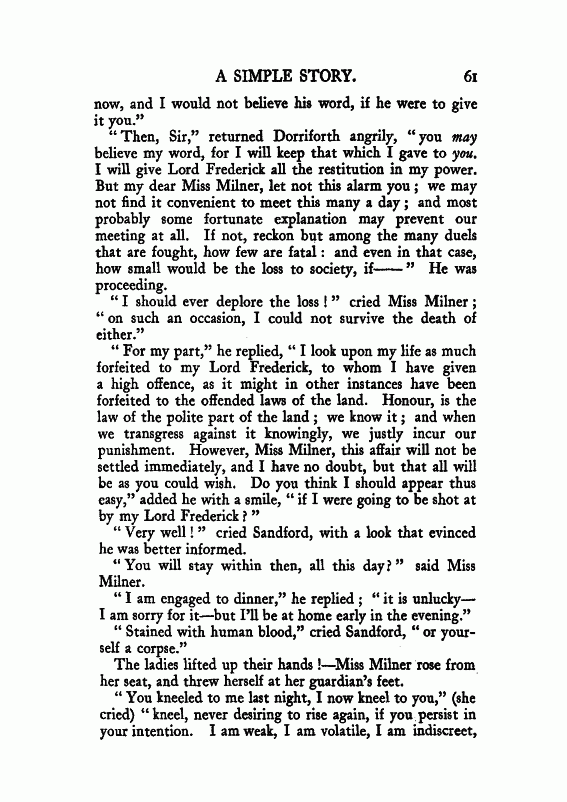 A SIMPLE STORY. 61
now, and I would not believe his word, if he were to give
it you.”
“Then, Sir,” returned Dorriforth angrily, “you may
believe my word, for I will keep that which I gave to you.
I will give Lord Frederick all the restitution in my power.
But my dear Miss Milner, let not this alarm you; we may
not find it convenient to meet this many a day; and most
probably some fortunate explanation may prevent our
meeting at all. If not, reckon but among the many duels
that are fought, how few are fatal: and even in that case,
how small would be the loss to society, if——” He was
proceeding.
“I should ever deplore the loss!” cried Miss Milner;
“on such an occasion, I could not survive the death of
either.”
“For my part,” he replied, “I look upon my life as much
forfeited to my Lord Frederick, to whom I have given
a high offence, as it might in other instances have been
forfeited to the offended laws of the land. Honour, is the
law of the polite part of the land; we know it; and when
we transgress against it knowingly, we justly incur our
punishment. However, Miss Milner, this affair will not be
settled immediately, and I have no doubt, but that all will
be as you could wish. Do you think I should appear thus
easy,” added he with a smile, “if I were going to be shot at
by my Lord Frederick?”
“Very well!” cried Sandford, with a look that evinced
he was better informed.
“You will stay within then, all this day?” said Miss
Milner.
“I am engaged to dinner,” he replied; “it is unlucky—
I am sorry for it—but I’ll be at home early in the evening.”
“Stained with human blood,” cried Sandford, “or your-
self a corpse.”
The ladies lifted up their hands!—Miss Milner rose from
her seat, and threw herself at her guardian’s feet.
“You kneeled to me last night, I now kneel to you,” (she
cried) “kneel, never desiring to rise again, if you persist in
your intention. I am weak, I am volatile, I am indiscreet,